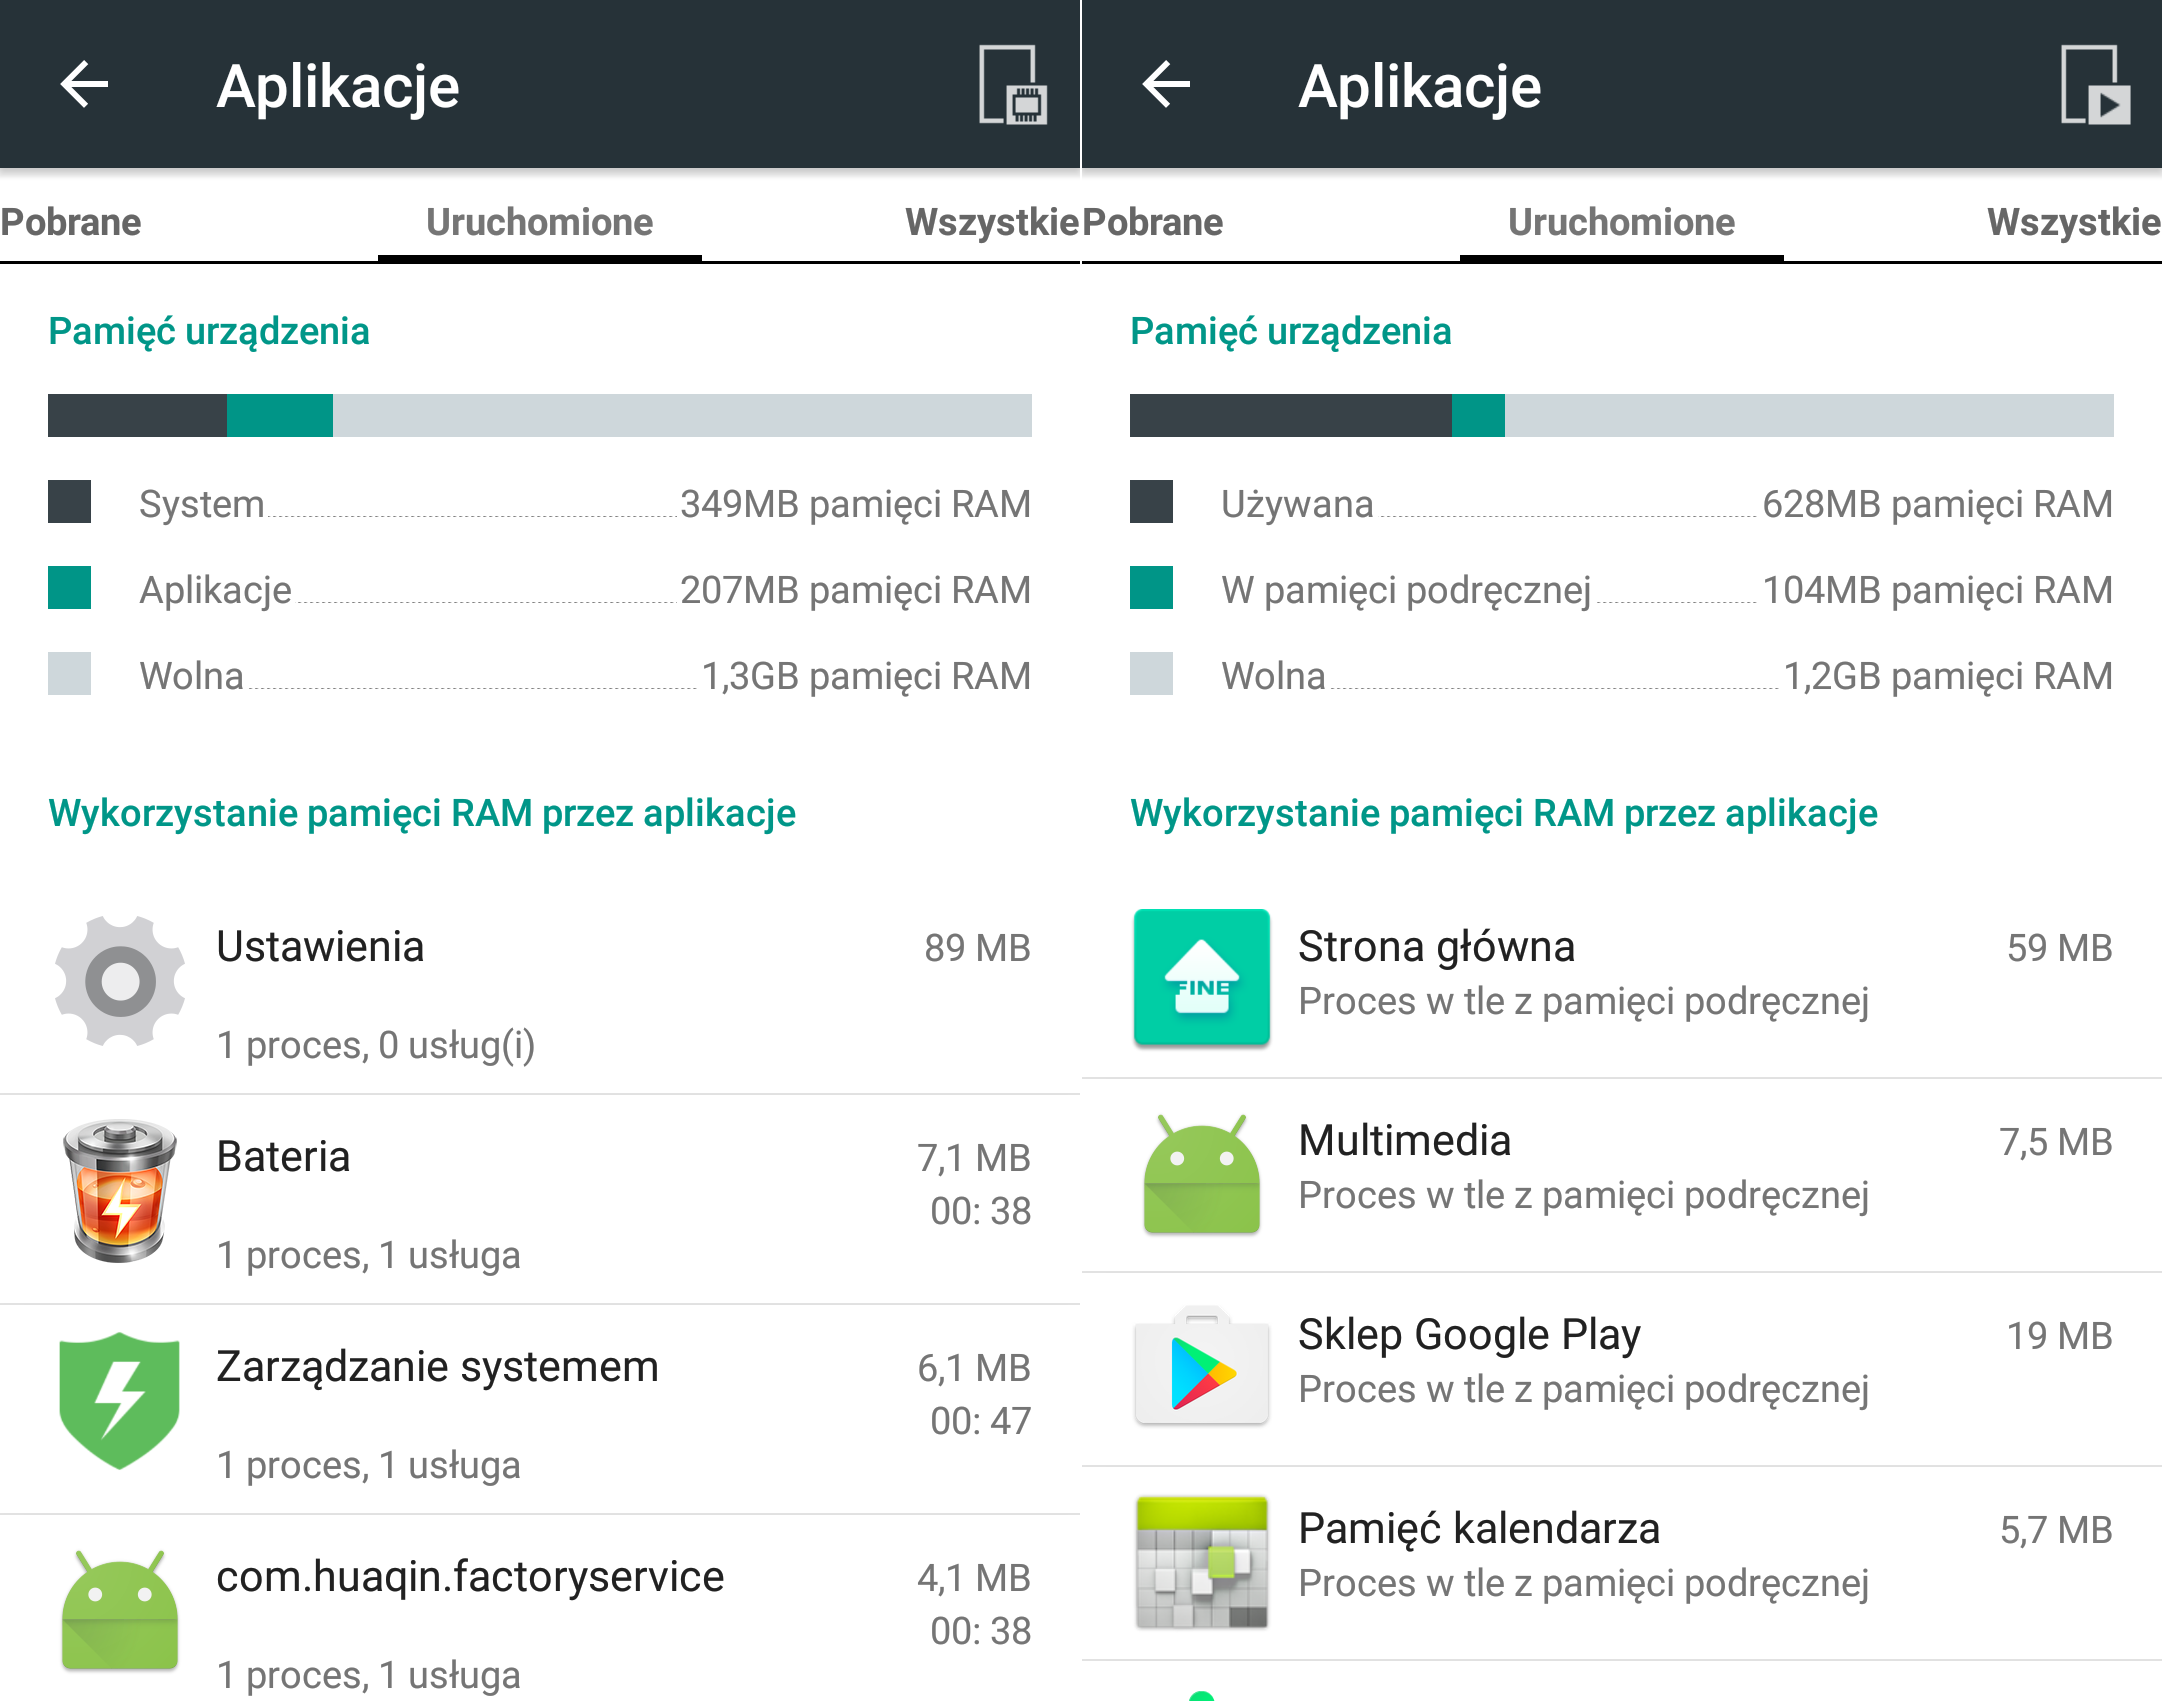 Aplikacje
Pobrane Uruchomione Wszystkie
Pamięć urządzenia
System 349MB pamięci RAM
Aplikacje 207MB pamięci RAM
Wolna 1,3GB pamięci RAM
Wykorzystanie pamięci RAM przez aplikacje
Ustawienia 89 MB
1 proces, 0 usług(i)
Bateria 7,1 MB
00: 38
1 proces, 1 usługa
Zarządzanie systemem 6,1 MB
00: 47
1 proces, 1 usługa
com.huaqin.factoryservice 4,1 MB
00: 38
1 proces, 1 usługa
Aplikacje
Pobrane Uruchomione Wszystkie
Pamięć urządzenia
Używana 628MB pamięci RAM
W pamięci podręcznej 104MB pamięci RAM
Wolna 1,2GB pamięci RAM
Wykorzystanie pamięci RAM przez aplikacje
FINE
Strona główna 59 MB
Proces w tle z pamięci podręcznej
Multimedia 7,5 MB
Proces w tle z pamięci podręcznej
Sklep Google Play 19 MB
Proces w tle z pamięci podręcznej
Pamięć kalendarza 5,7 MB
Proces w tle z pamięci podręcznej